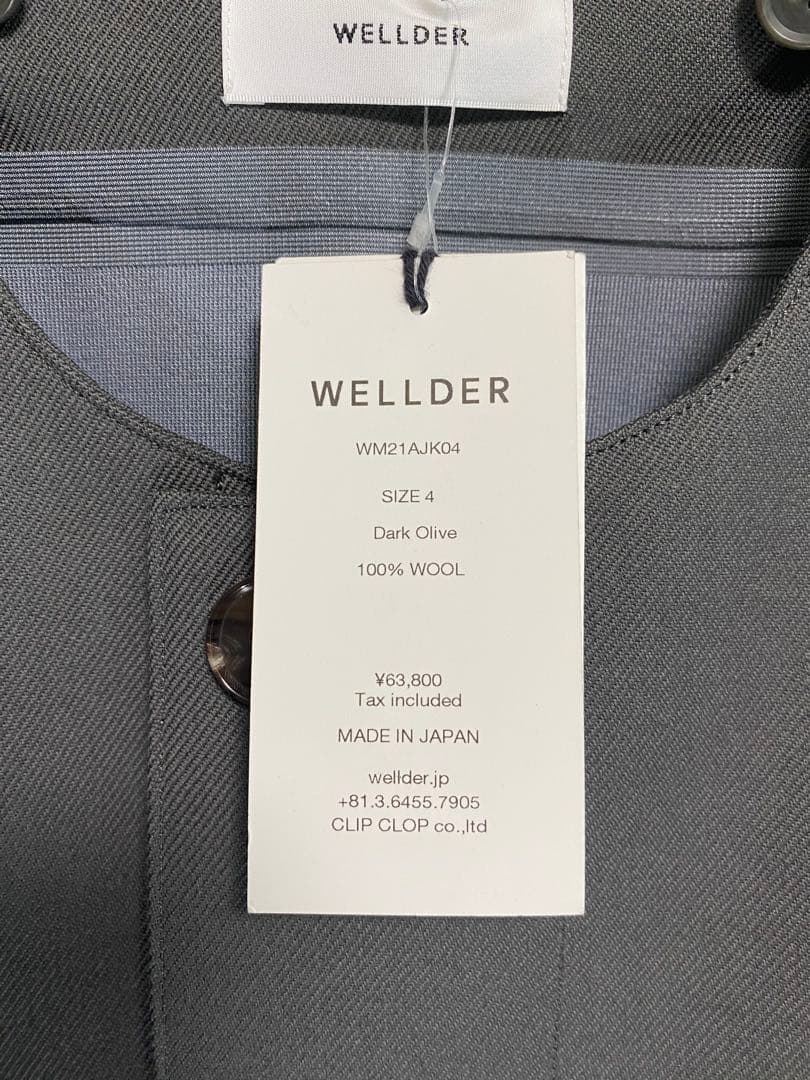 WELLDER
WELLDER
WM21AJK04
SIZE 4
Dark Olive
100% WOOL
¥63,800
Tax included
MADE IN JAPAN
wellder.jp
+81.3.6455.7905
CLIP CLOP co.,ltd